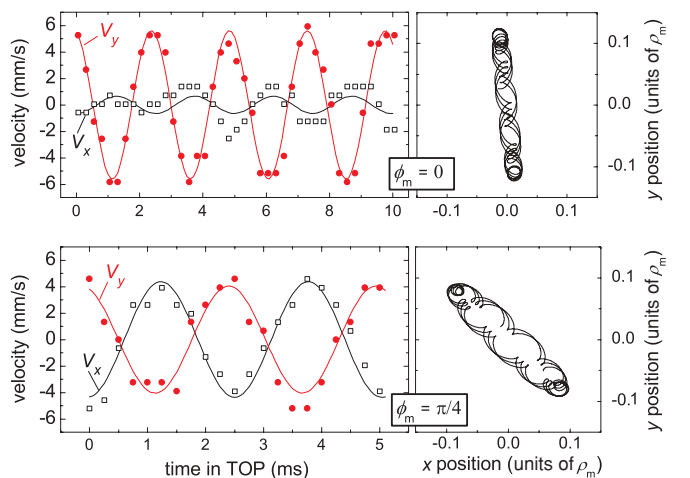 6
4
2
0
-2
-4
-6
velocity (mm/s)
V_y
V_x
0 2 4 6 8 10
ϕ_m = 0
0.1
0.0
-0.1
y position (units of ρ_m)
-0.1 0.0 0.1
6
4
2
0
-2
-4
-6
velocity (mm/s)
V_y
V_x
0 1 2 3 4 5
time in TOP (ms)
ϕ_m = π/4
0.1
0.0
-0.1
y position (units of ρ_m)
-0.1 0.0 0.1
x position (units of ρ_m)